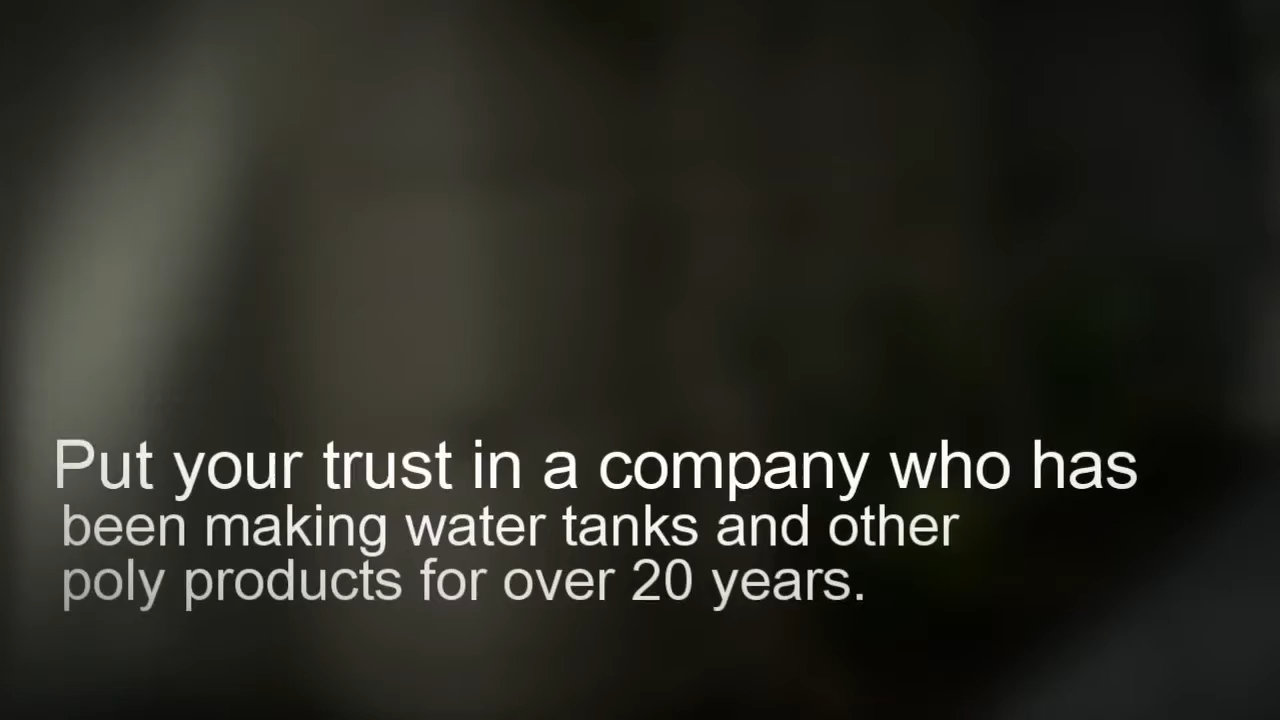 Put your trust in a company who has
been making water tanks and other
poly products for over 20 years.